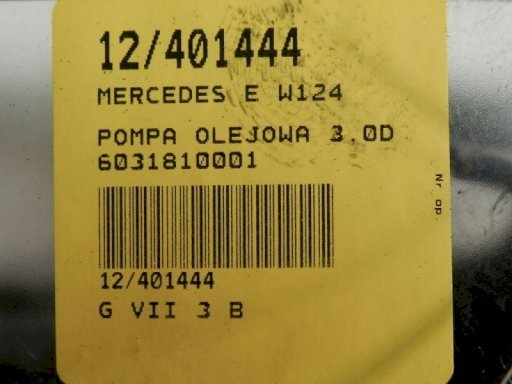 12/401444
MERCEDES E W124
POMPA OLEJOWA 3.0D
6031810001
Nr op.
12/401444
G VII 3 B